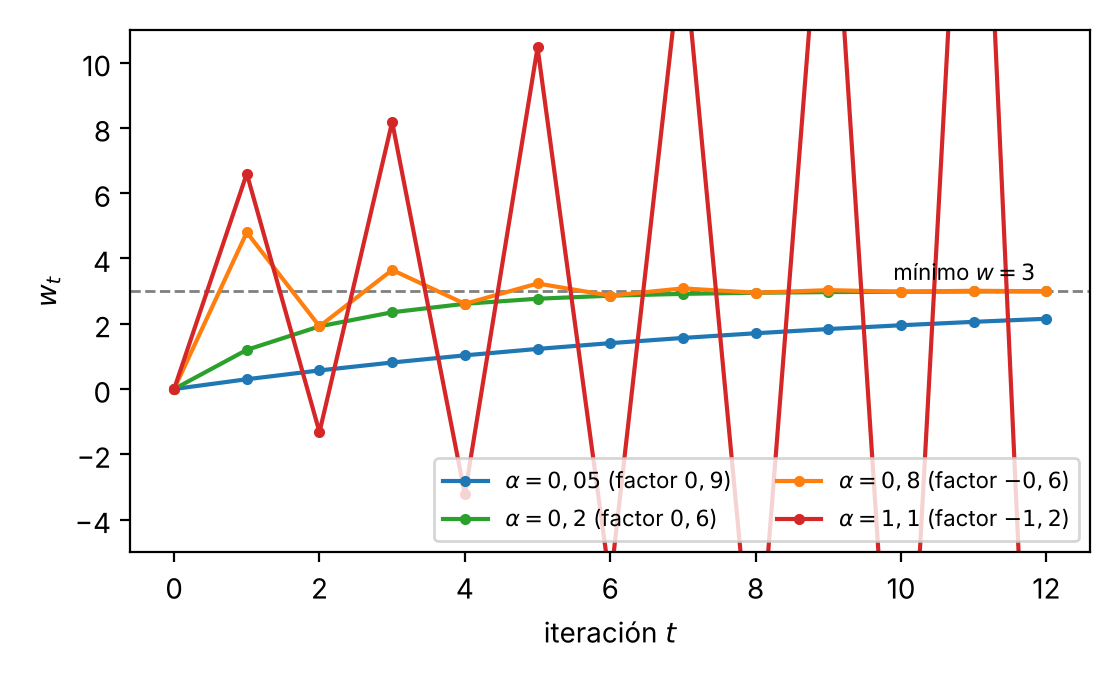 10
8
6
4
2
0
−2
−4
w_t
mínimo w = 3
α = 0, 05 (factor 0, 9)
α = 0, 2 (factor 0, 6)
α = 0, 8 (factor −0, 6)
α = 1, 1 (factor −1, 2)
0 2 4 6 8 10 12
iteración t